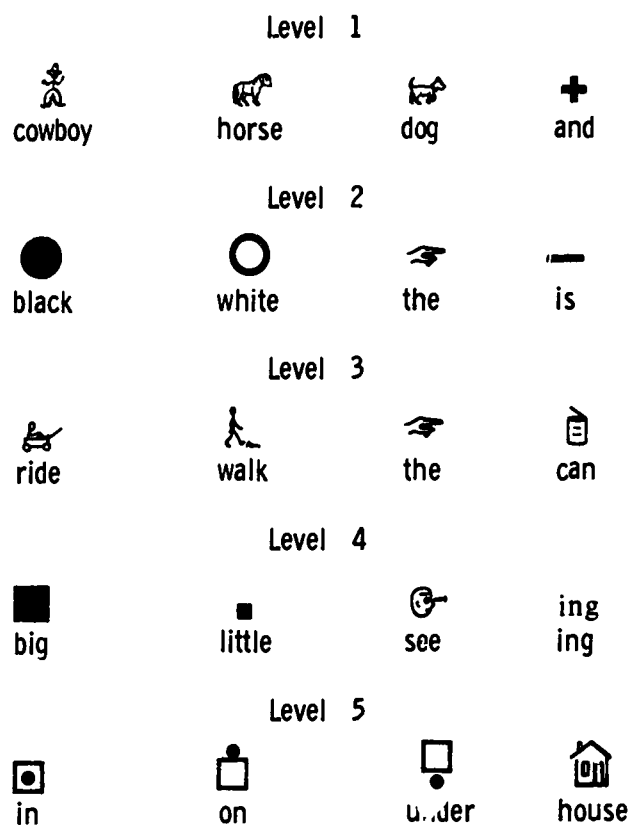 Level 1
cowboy horse dog and
Level 2
black white the is
Level 3
ride walk the can
Level 4
ing
big little see ing
Level 5
in on under house